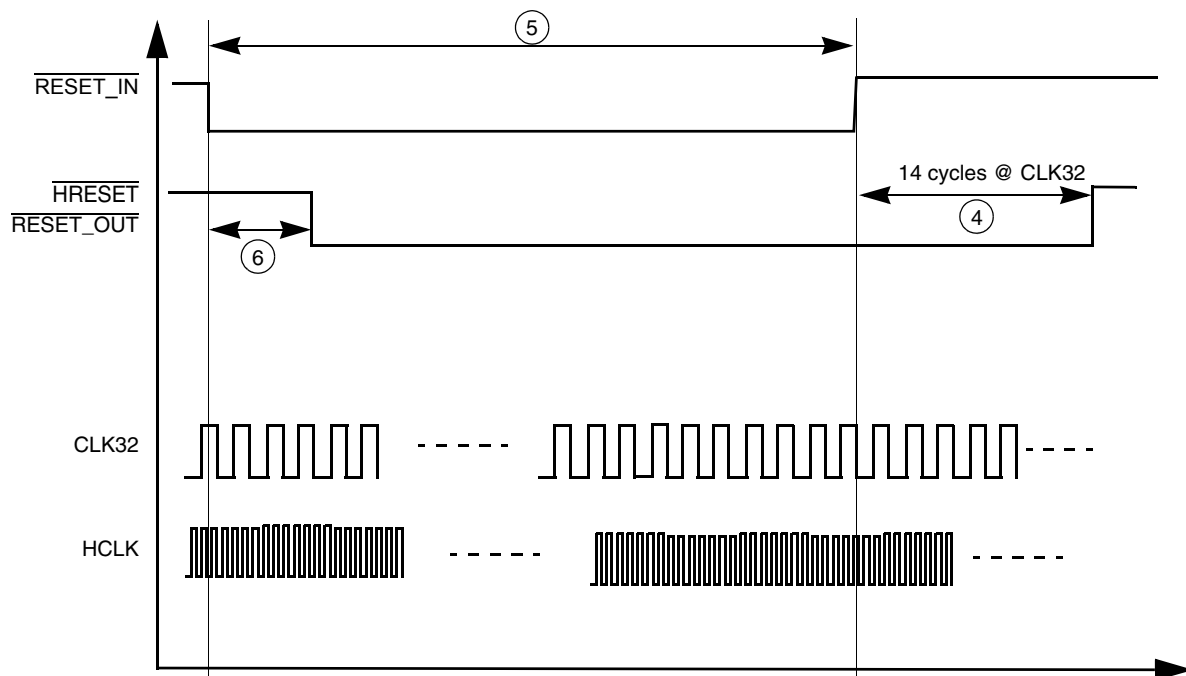 5
RESET_IN
14 cycles @ CLK32
HRESET
RESET_OUT
4
6
CLK32
HCLK